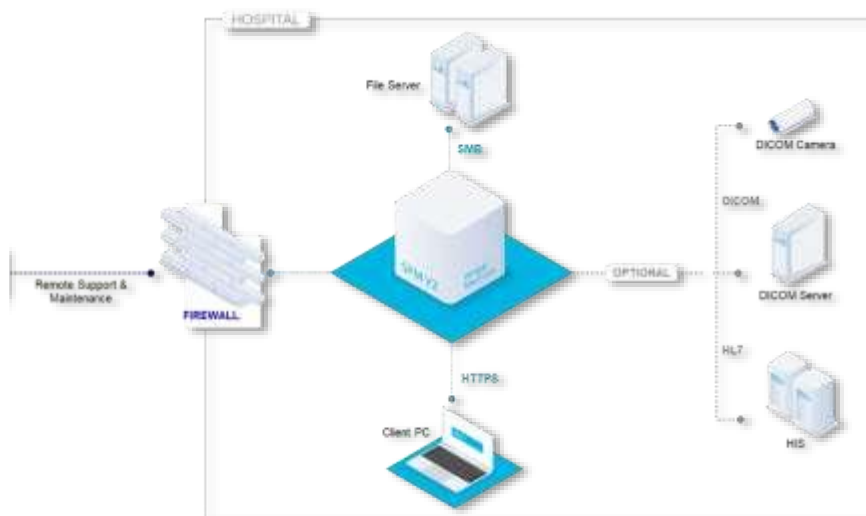 HOSPITAL
File Server
SMB
DICOM Camera
DICOM
OPTIONAL
DICOM Server
Remote Support &
Maintenance
FIREWALL
HL7
HTTPS
Client PC
HIS